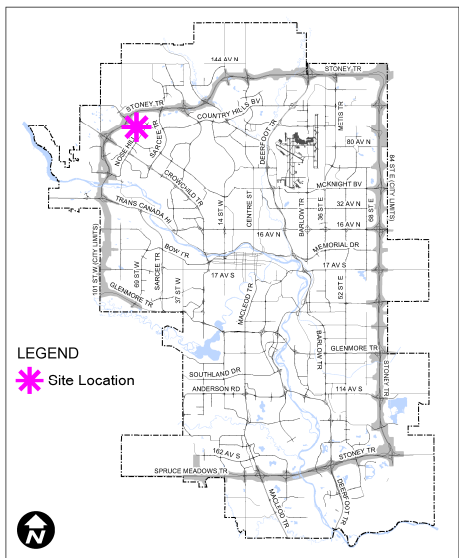 144 AV N
STONEY TR
STONEY TR
COUNTRY HILLS BV
NOSE HILL
SARCEE TR
DEERFOOT TR
METIS TR
80 AV N
84 ST E (CITY LIMITS)
CROWCHILD TR
MCKNIGHT BV
TRANS CANADA HI
14 ST W
CENTRE ST
BARLOW TR
36 ST E
32 AV N
68 ST E
16 AV N
16 AV N
101 ST W (CITY LIMITS)
BOW TR
MEMORIAL DR
69 ST W
SARCEE TR
37 ST W
17 AV S
17 AV S
52 ST E
GLENMORE TR
MACLEOD TR
BARLOW TR
GLENMORE TR
STONEY TR
LEGEND
Site Location
SOUTHLAND DR
ANDERSON RD
114 AV S
162 AV S
STONEY TR
SPRUCE MEADOWS TR
MACLEOD TR
DEERFOOT TR
N